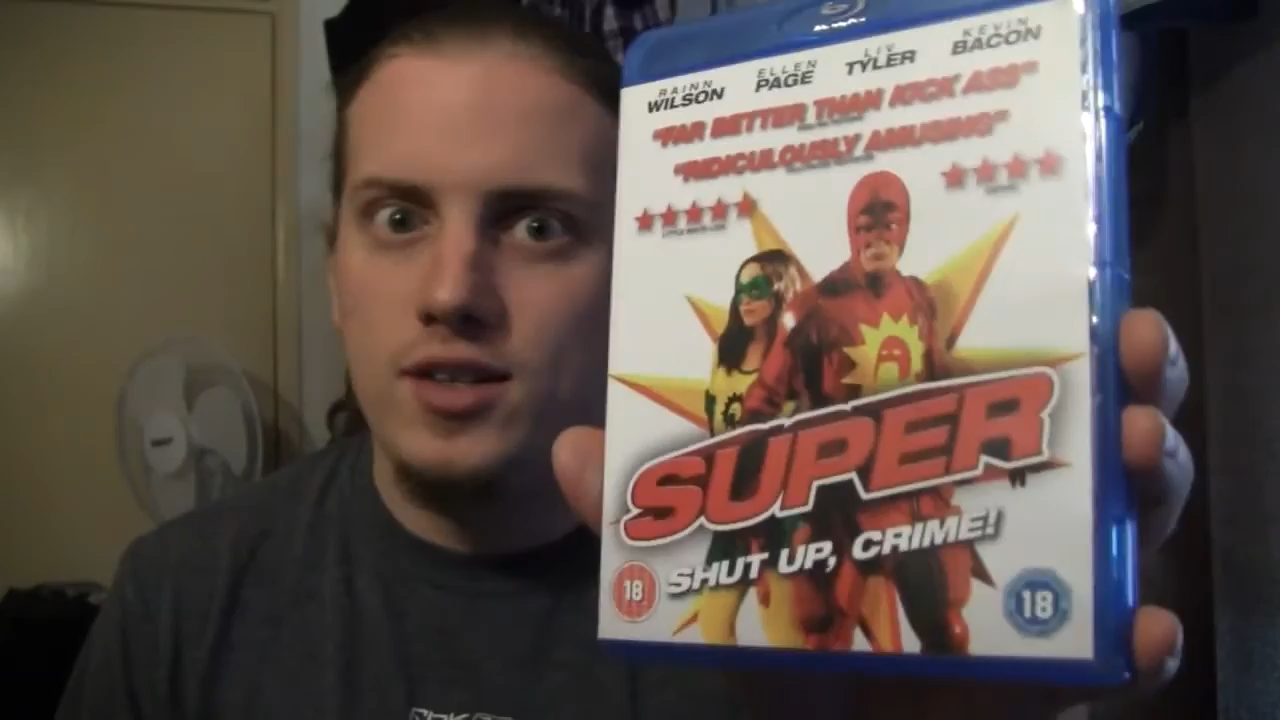 RAINN WILSON
ELLEN PAGE
LIV TYLER
KEVIN BACON
"FAR BETTER THAN KICK ASS"
"RIDICULOUSLY AMUSING"
SUPER
SHUT UP, CRIME!
18
18